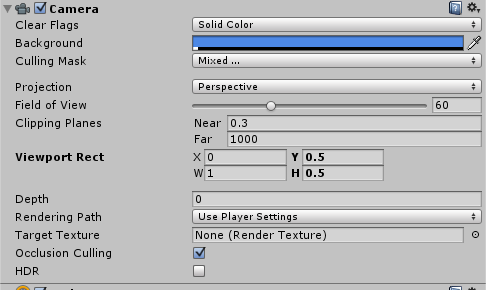 Camera
Clear Flags Solid Color
Background
Culling Mask Mixed ...
Projection Perspective
Field of View 60
Clipping Planes Near 0.3
Far 1000
Viewport Rect X 0 Y 0.5
W 1 H 0.5
Depth 0
Rendering Path Use Player Settings
Target Texture None (Render Texture)
Occlusion Culling
HDR